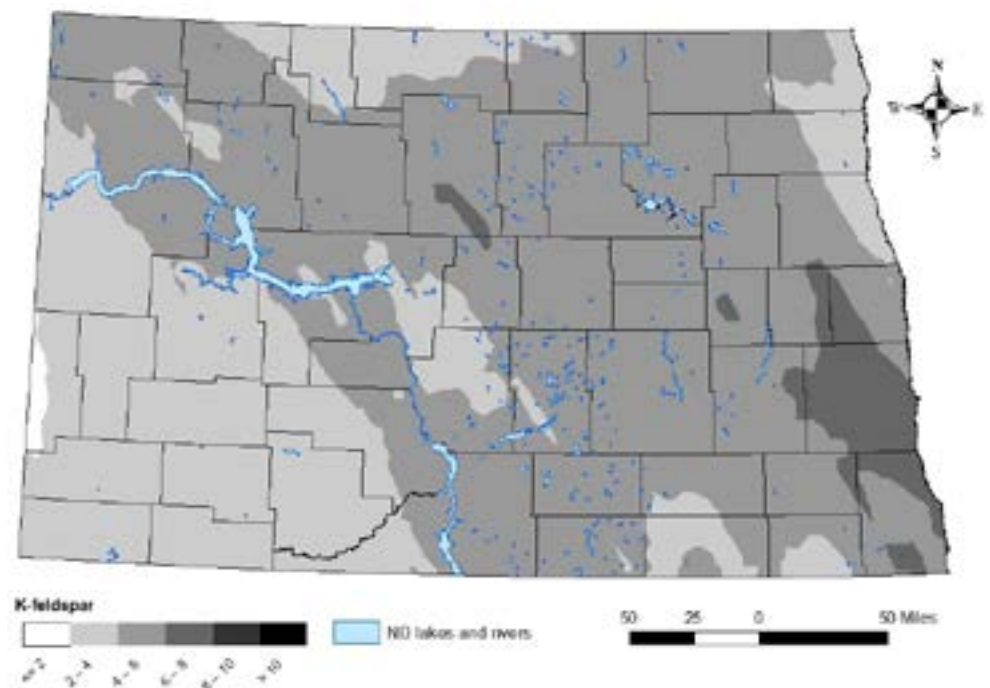 N
W E
S
K-feldspar
<= 2
2 – 4
4 – 6
6 – 8
8 – 10
> 10
ND lakes and rivers
50 25 0 50 Miles